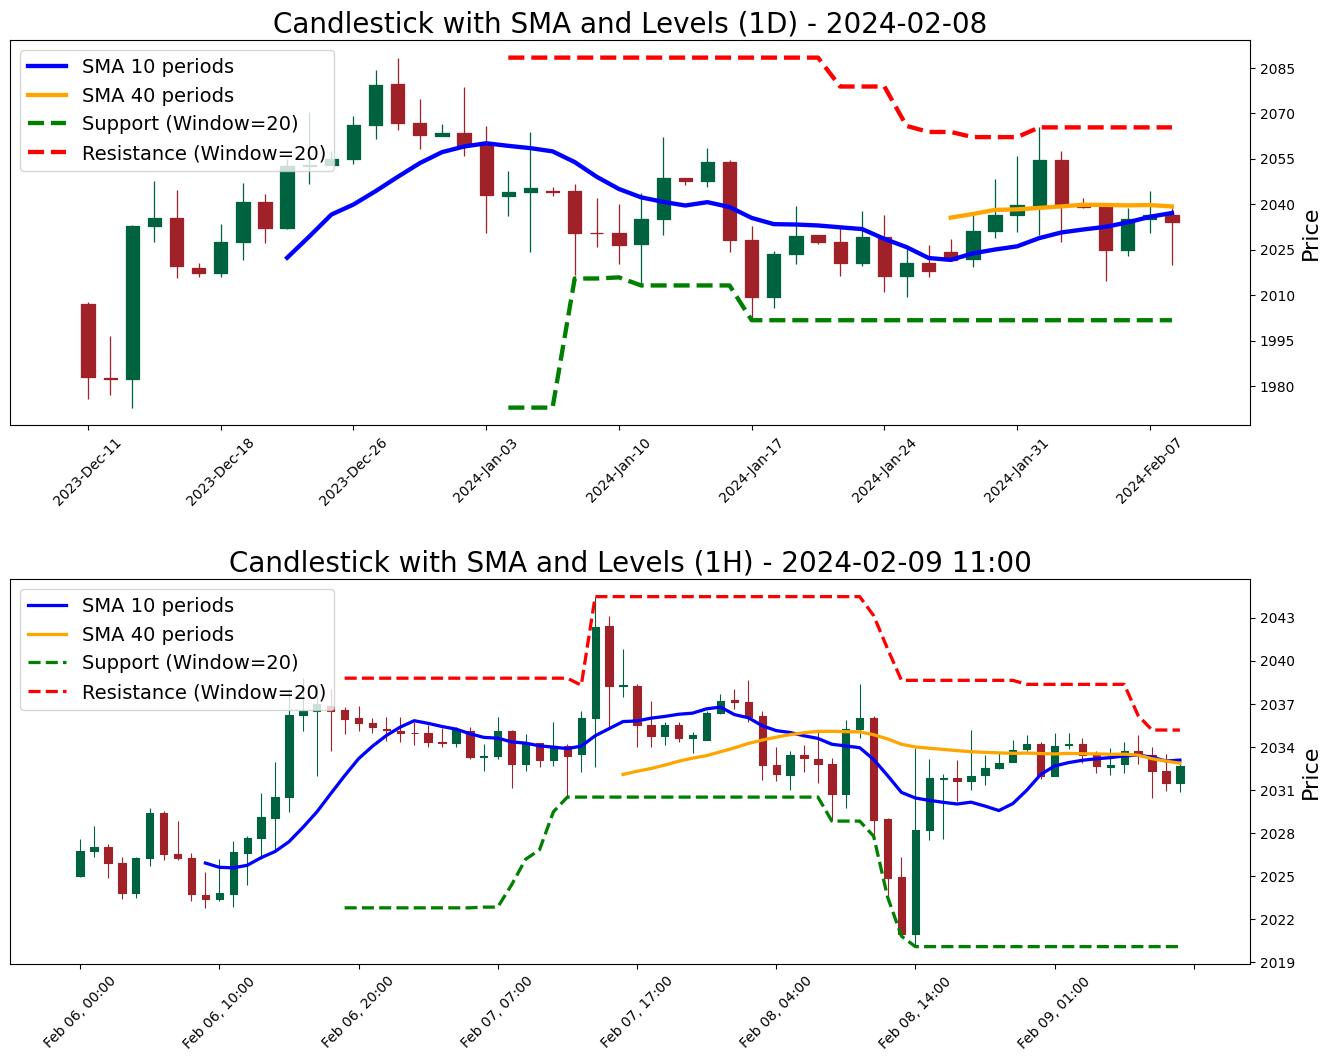 Candlestick with SMA and Levels (1D) - 2024-02-08
SMA 10 periods
SMA 40 periods
Support (Window=20)
Resistance (Window=20)
2085
2070
2055
2040
2025
2010
1995
1980
Price
2023-Dec-11
2023-Dec-18
2023-Dec-26
2024-Jan-03
2024-Jan-10
2024-Jan-17
2024-Jan-24
2024-Jan-31
2024-Feb-07
Candlestick with SMA and Levels (1H) - 2024-02-09 11:00
SMA 10 periods
SMA 40 periods
Support (Window=20)
Resistance (Window=20)
2043
2040
2037
2034
2031
2028
2025
2022
2019
Price
Feb 06, 00:00
Feb 06, 10:00
Feb 06, 20:00
Feb 07, 07:00
Feb 07, 17:00
Feb 08, 04:00
Feb 08, 14:00
Feb 09, 01:00